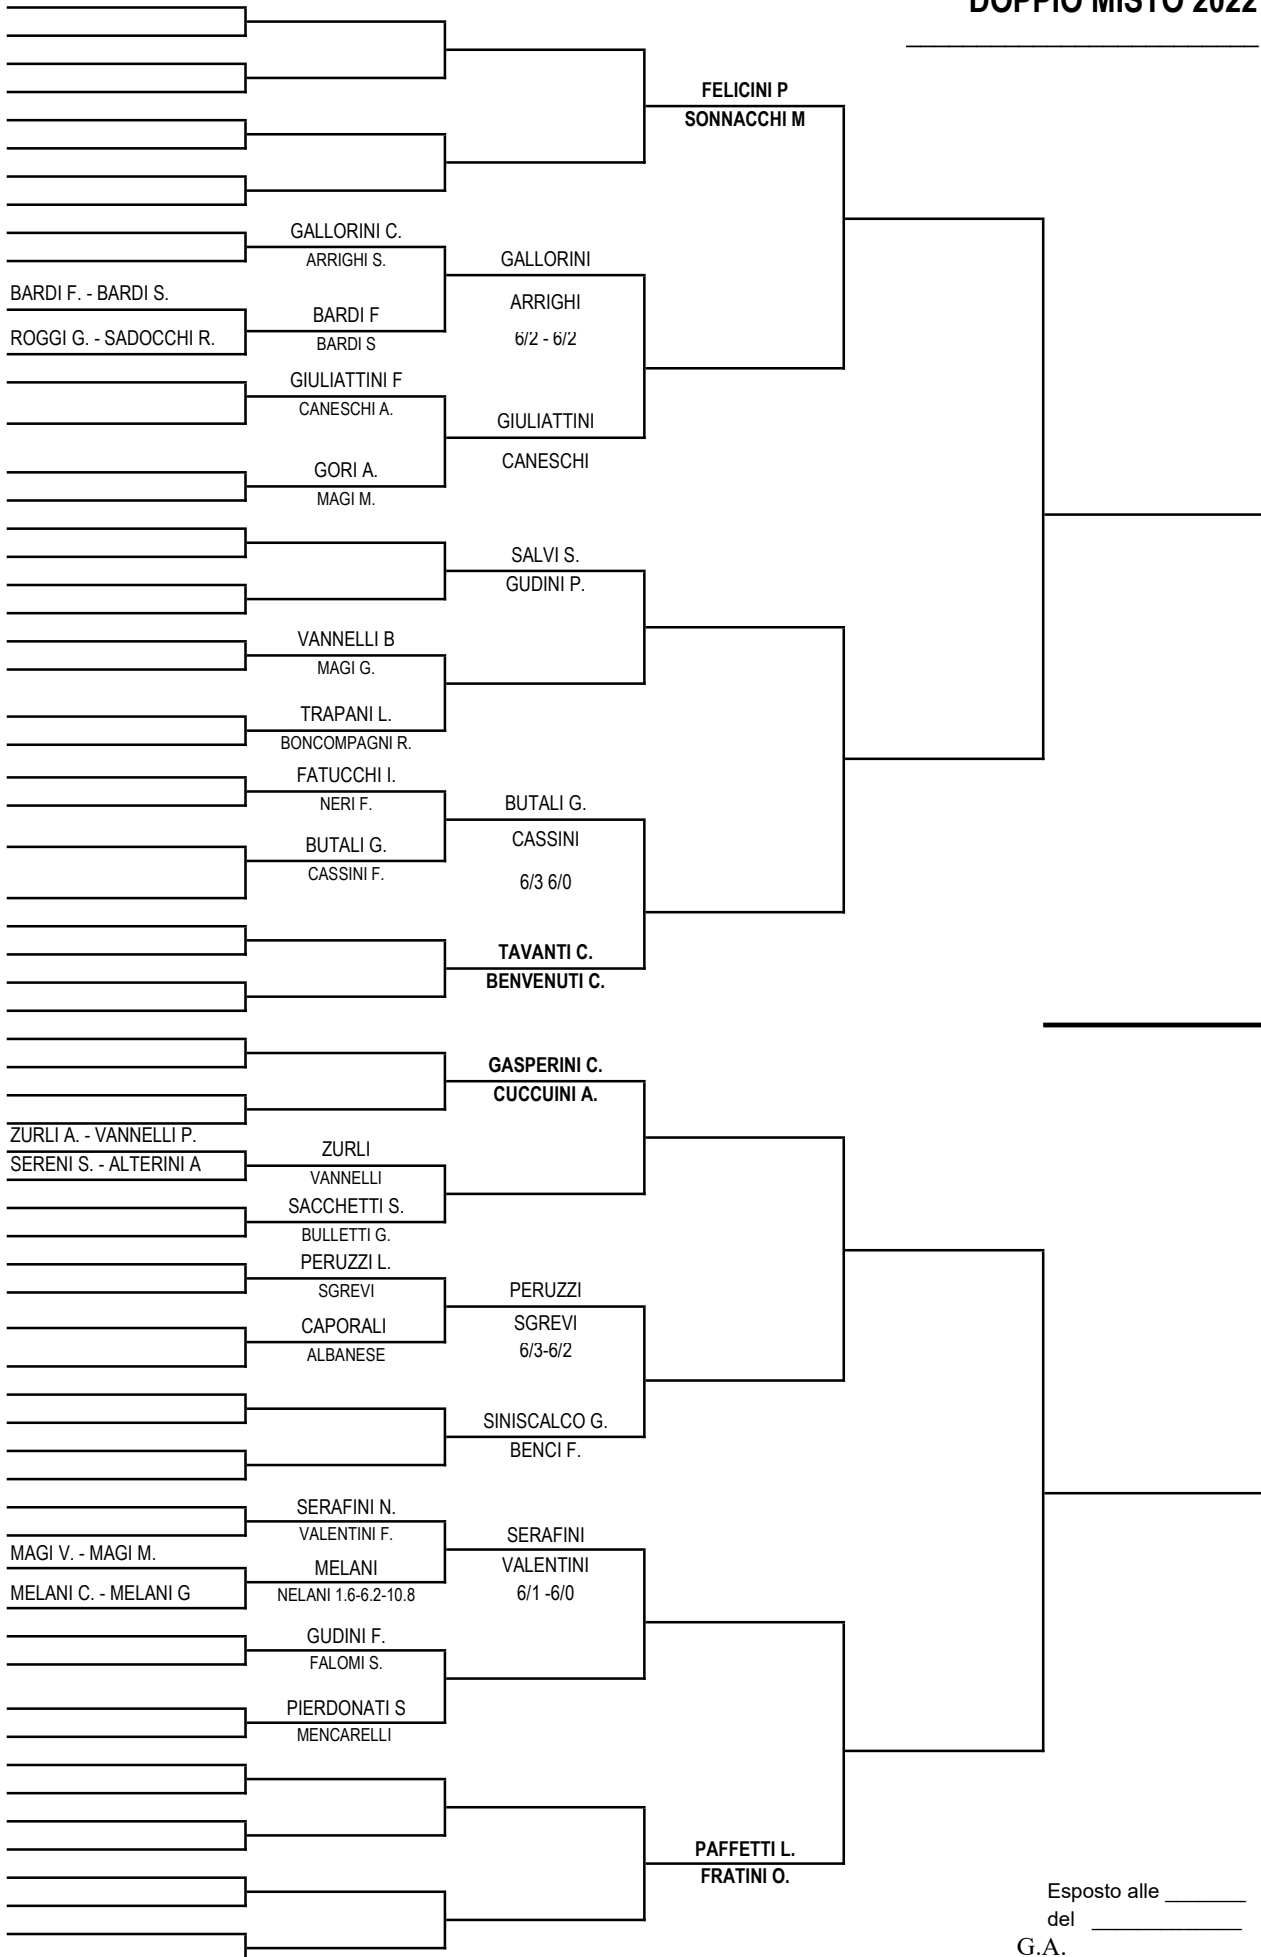 DOPPIO MISTO 2022
FELICINI P
SONNACCHI M
GALLORINI C.
ARRIGHI S.
GALLORINI
BARDI F. - BARDI S.
ARRIGHI
BARDI F
ROGGI G. - SADOCCHI R.
BARDI S
6/2 - 6/2
GIULIATTINI F
CANESCHI A.
GIULIATTINI
CANESCHI
GORI A.
MAGI M.
SALVI S.
GUDINI P.
VANNELLI B
MAGI G.
TRAPANI L.
BONCOMPAGNI R.
FATUCCHI I.
NERI F.
BUTALI G.
CASSINI
BUTALI G.
CASSINI F.
6/3 6/0
TAVANTI C.
BENVENUTI C.
GASPERINI C.
CUCCUINI A.
ZURLI A. - VANNELLI P.
SERENI S. - ALTERINI A
ZURLI
VANNELLI
SACCHETTI S.
BULLETTI G.
PERUZZI L.
SGREVI
PERUZZI
SGREVI
6/3-6/2
CAPORALI
ALBANESE
SINISCALCO G.
BENCI F.
SERAFINI N.
VALENTINI F.
SERAFINI
VALENTINI
6/1 -6/0
MAGI V. - MAGI M.
MELANI C. - MELANI G
MELANI
NELANI 1.6-6.2-10.8
GUDINI F.
FALOMI S.
PIERDONATI S
MENCARELLI
PAFFETTI L.
FRATINI O.
Esposto alle _______
del _____________
G.A.